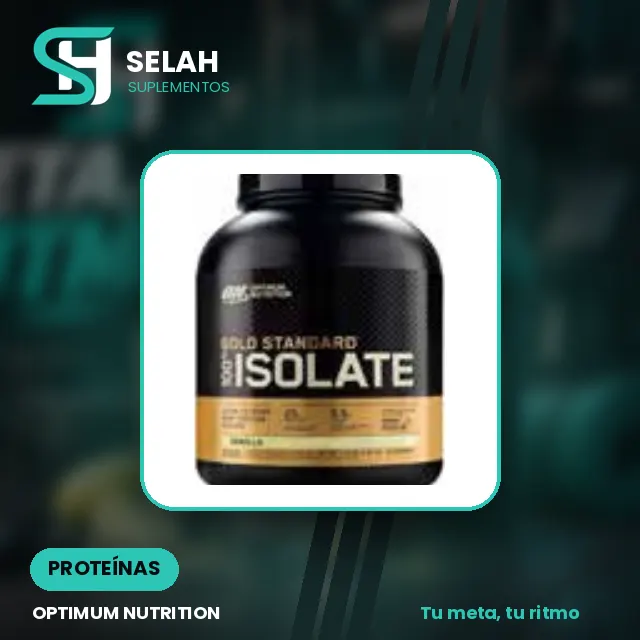 SELAH
SUPLEMENTOS
OPTIMUM
NUTRITION
GOLD STANDARD
100% ISOLATE
VANILLA
PROTEÍNAS
OPTIMUM NUTRITION
Tu meta, tu ritmo